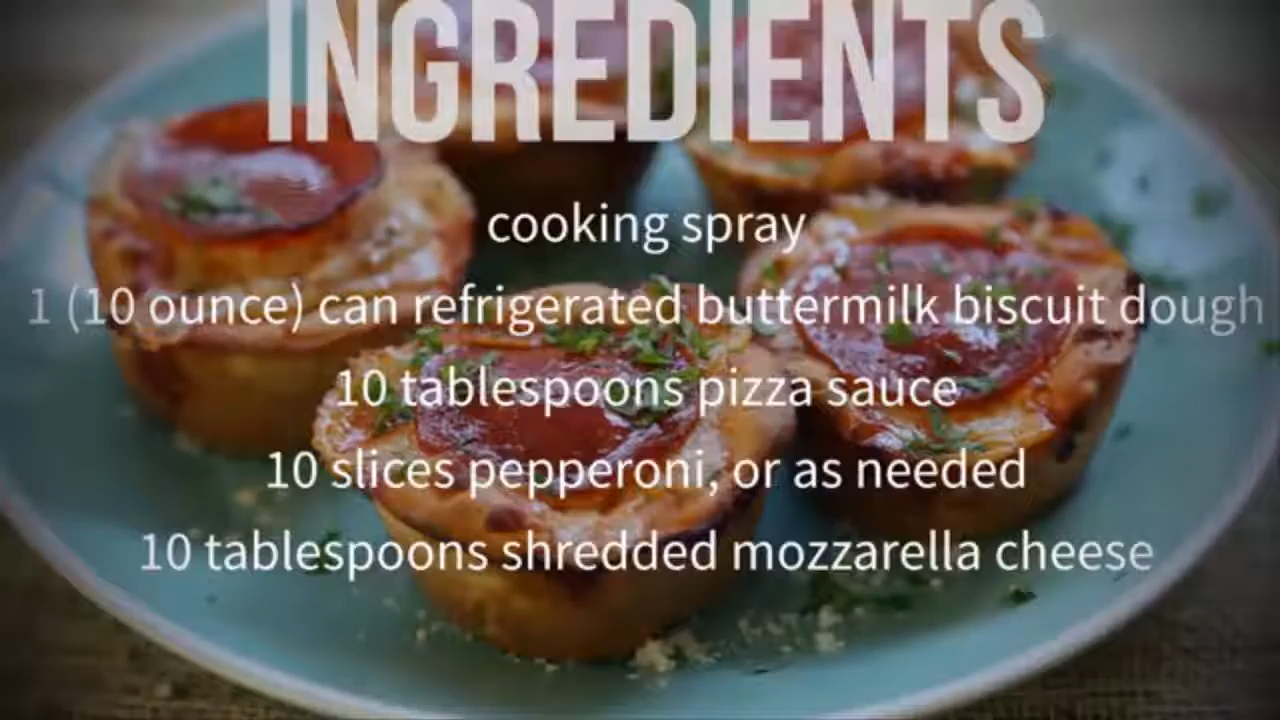 INGREDIENTS
cooking spray
1 (10 ounce) can refrigerated buttermilk biscuit dough
10 tablespoons pizza sauce
10 slices pepperoni, or as needed
10 tablespoons shredded mozzarella cheese